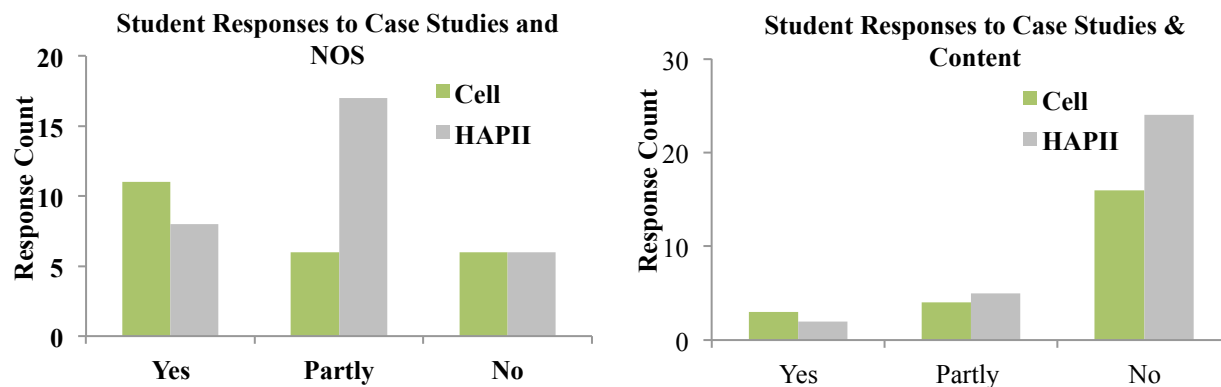 Student Responses to Case Studies and
NOS
Response Count
20
15
10
5
0
Cell
HAPII
Yes
Partly
No
Student Responses to Case Studies &
Content
Response Count
30
20
10
0
Cell
HAPII
Yes
Partly
No